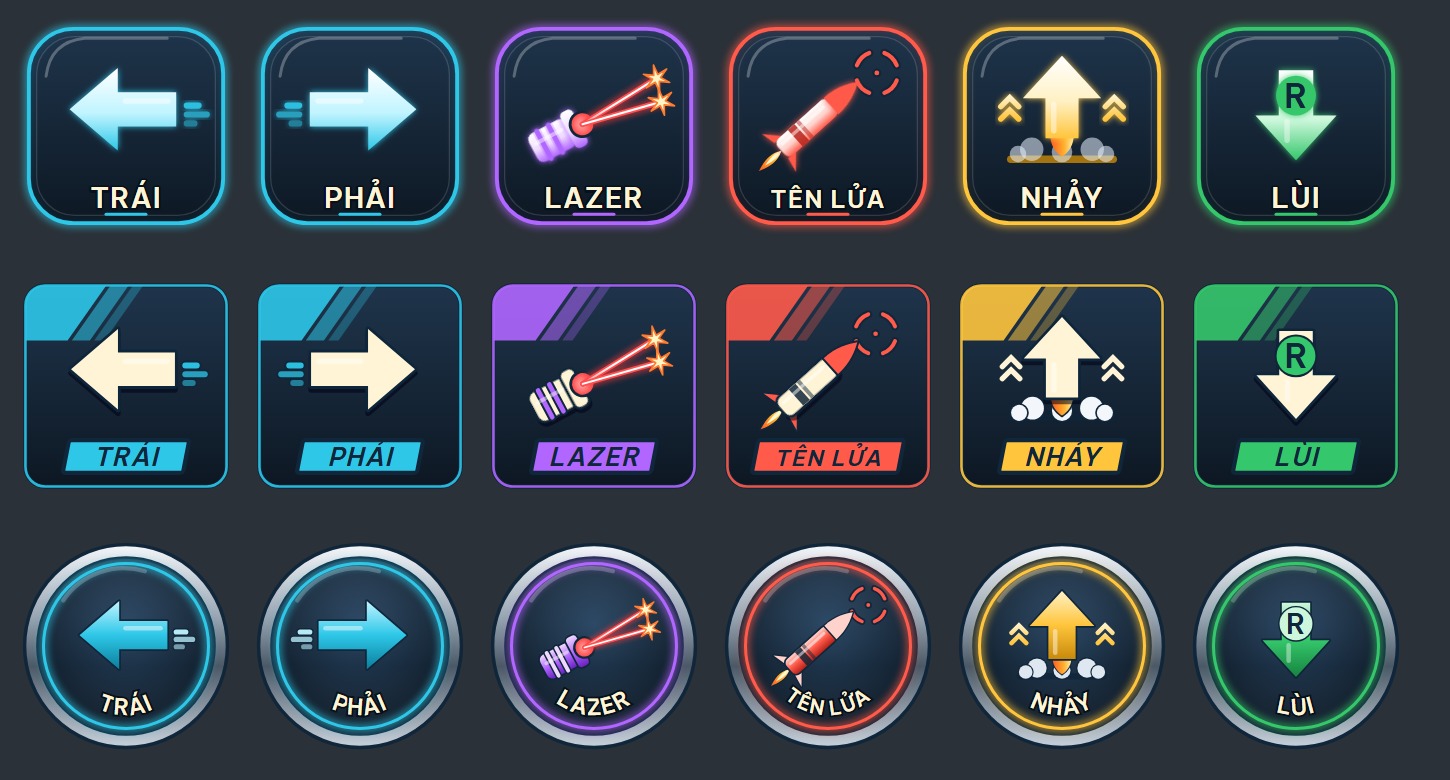 TRÁI
PHẢI
LAZER
TÊN LỬA
NHẢY
R
LÙI
TRÁI
PHẢI
LAZER
TÊN LỬA
NHẢY
R
LÙI
TRÁI
PHẢI
LAZER
TÊN LỬA
NHẢY
R
LÙI